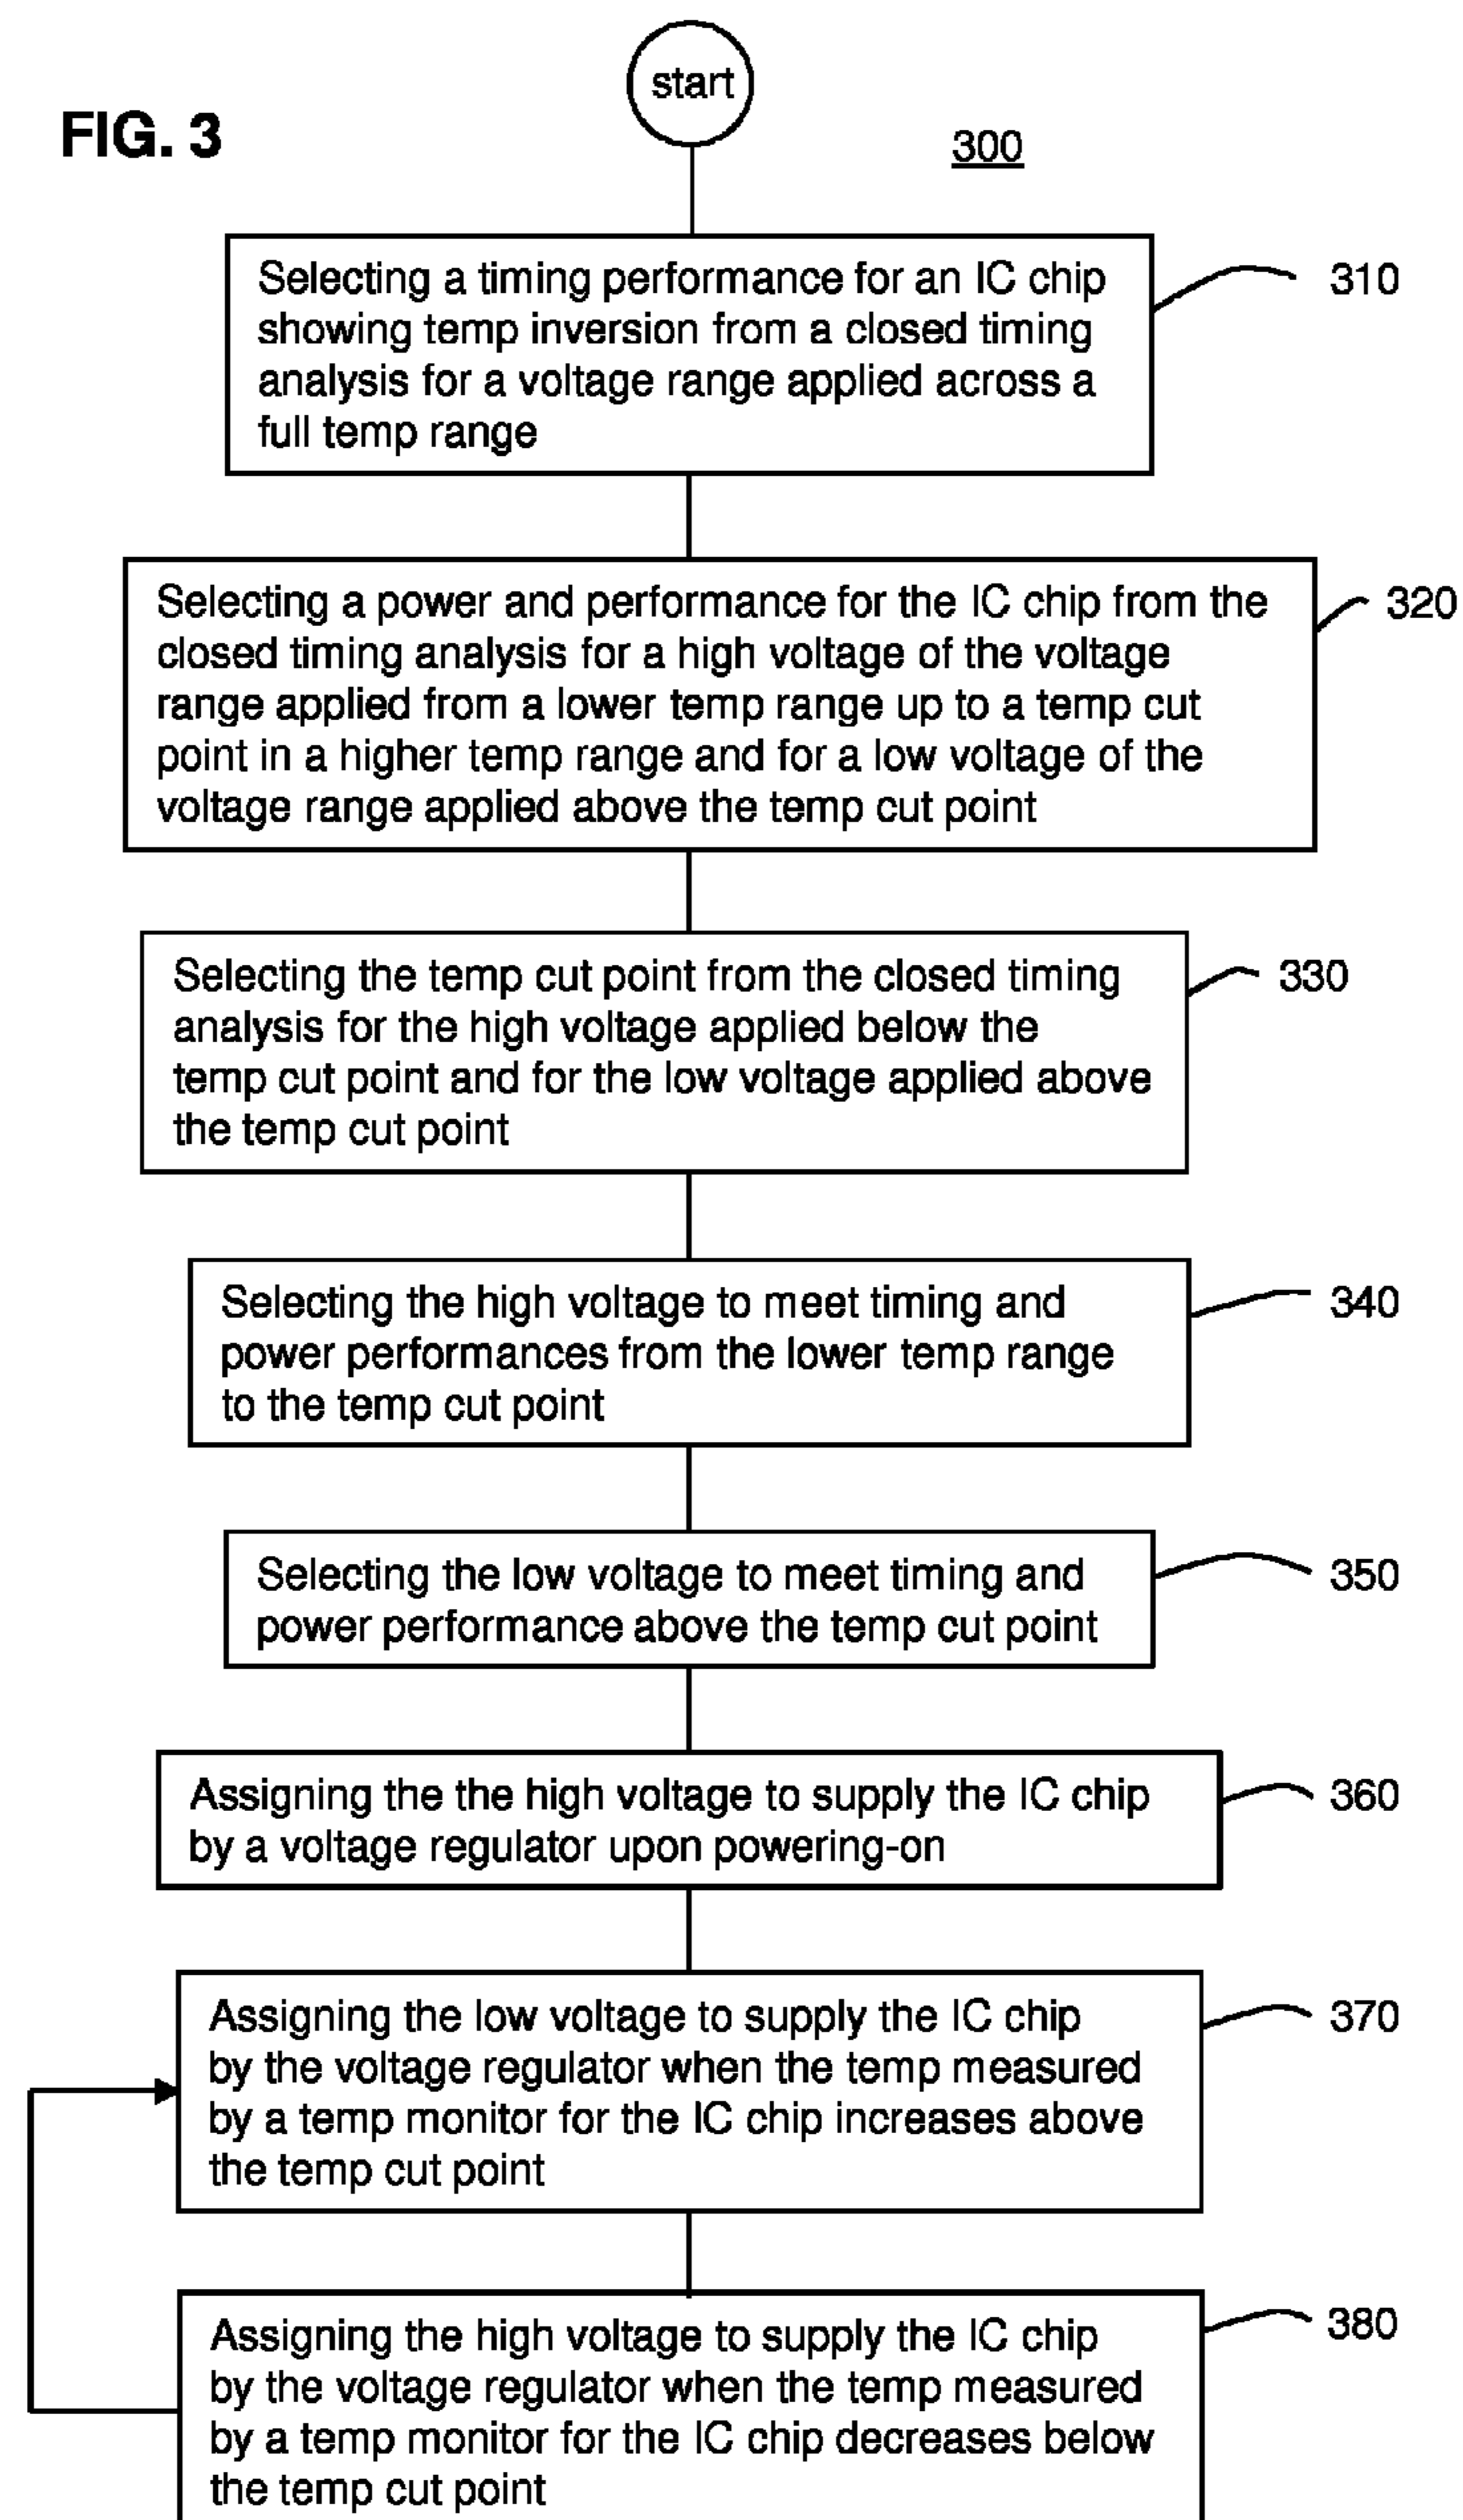 start
FIG. 3
300
Selecting a timing performance for an IC chip
showing temp inversion from a closed timing
analysis for a voltage range applied across a
full temp range
310
Selecting a power and performance for the IC chip from the
closed timing analysis for a high voltage of the voltage
range applied from a lower temp range up to a temp cut
point in a higher temp range and for a low voltage of the
voltage range applied above the temp cut point
320
Selecting the temp cut point from the closed timing
analysis for the high voltage applied below the
temp cut point and for the low voltage applied above
the temp cut point
330
Selecting the high voltage to meet timing and
power performances from the lower temp range
to the temp cut point
340
Selecting the low voltage to meet timing and
power performance above the temp cut point
350
Assigning the the high voltage to supply the IC chip
by a voltage regulator upon powering-on
360
Assigning the low voltage to supply the IC chip
by the voltage regulator when the temp measured
by a temp monitor for the IC chip increases above
the temp cut point
370
Assigning the high voltage to supply the IC chip
by the voltage regulator when the temp measured
by a temp monitor for the IC chip decreases below
the temp cut point
380